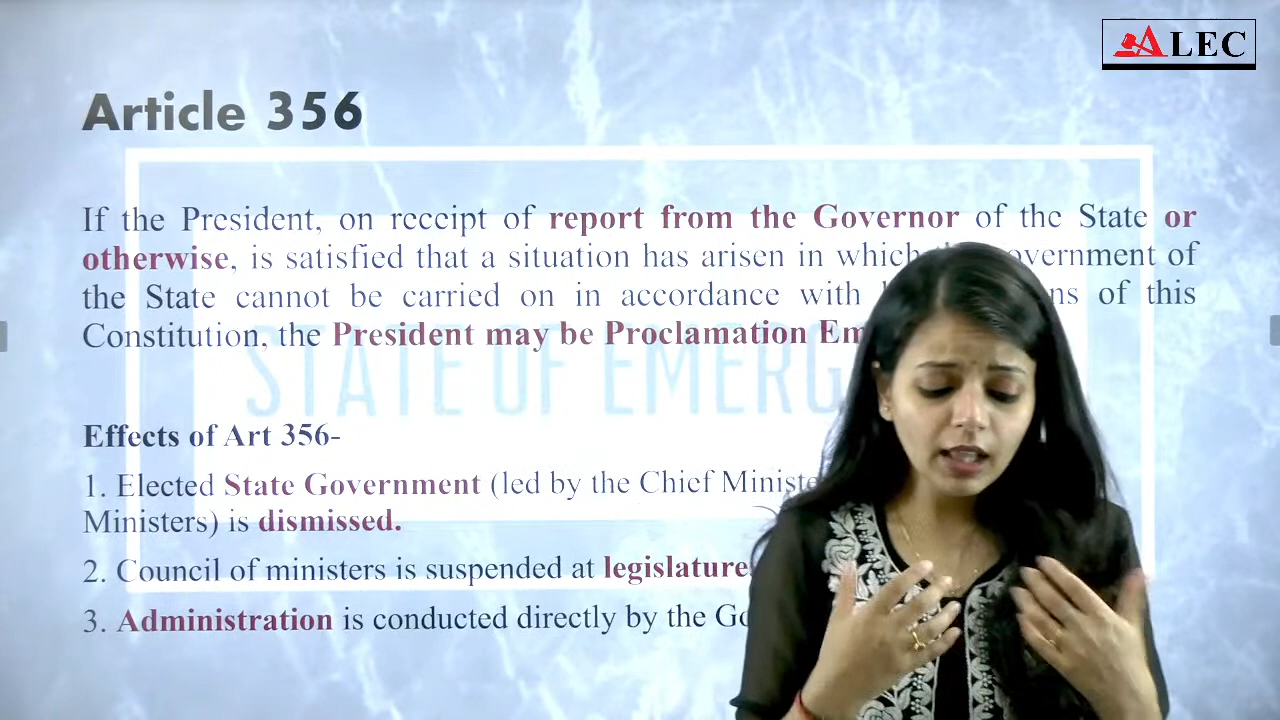 ALEC
Article 356
If the President, on receipt of report from the Governor of the State or
otherwise, is satisfied that a situation has arisen in which
the State cannot be carried on in accordance with of this
Constitution, the President may be Proclamation
Effects of Art 356-
1. Elected State Government (led by the Chief
Ministers) is dismissed.
2. Council of ministers is suspended at legislature
3. Administration is conducted directly by the
STATE OF